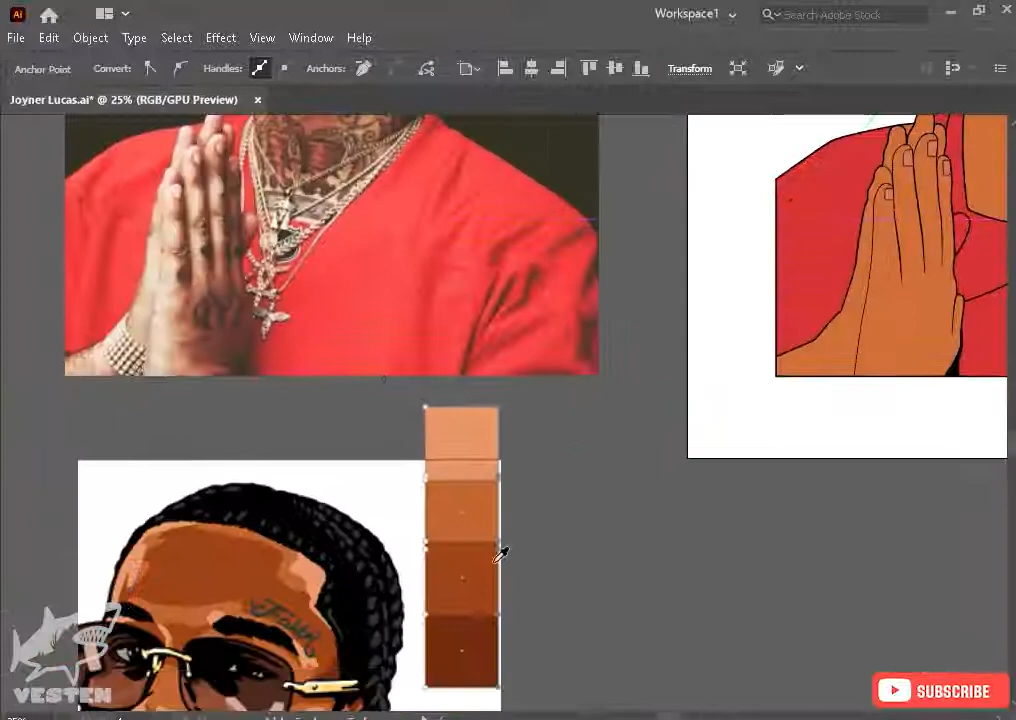 Ai
Workspace1
Search Adobe Stock
File Edit Object Type Select Effect View Window Help
Anchor Point Convert: Handles: Anchors: Transform
Joyner Lucas.ai* @ 25% (RGB/GPU Preview) ×
VESTEN
SUBSCRIBE